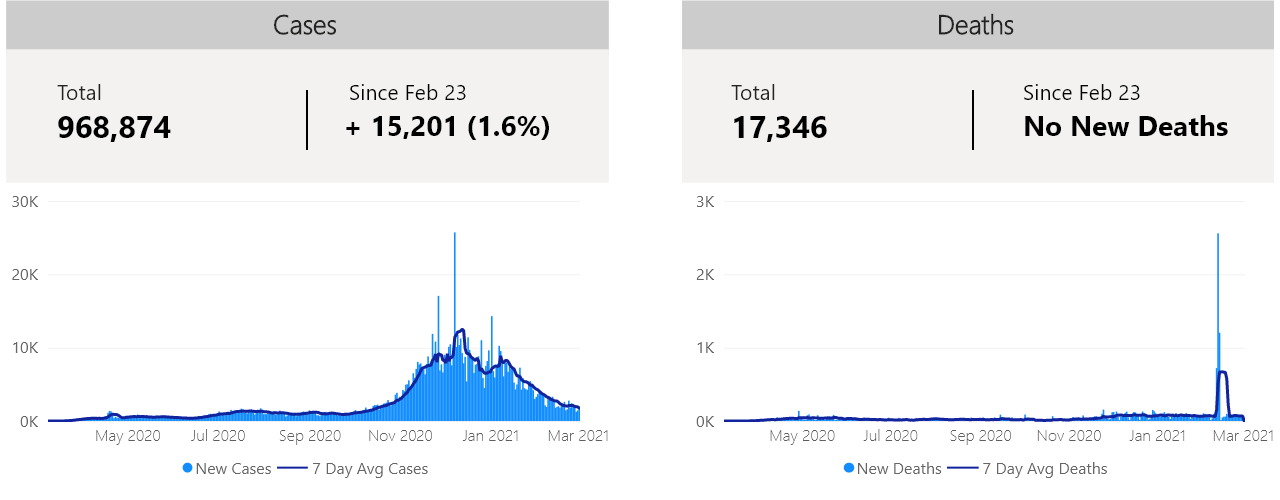 Cases
Total
968,874
Since Feb 23
+ 15,201 (1.6%)
30K
20K
10K
0K
May 2020 Jul 2020 Sep 2020 Nov 2020 Jan 2021 Mar 2021
New Cases 7 Day Avg Cases
Deaths
Total
17,346
Since Feb 23
No New Deaths
3K
2K
1K
0K
May 2020 Jul 2020 Sep 2020 Nov 2020 Jan 2021 Mar 2021
New Deaths 7 Day Avg Deaths